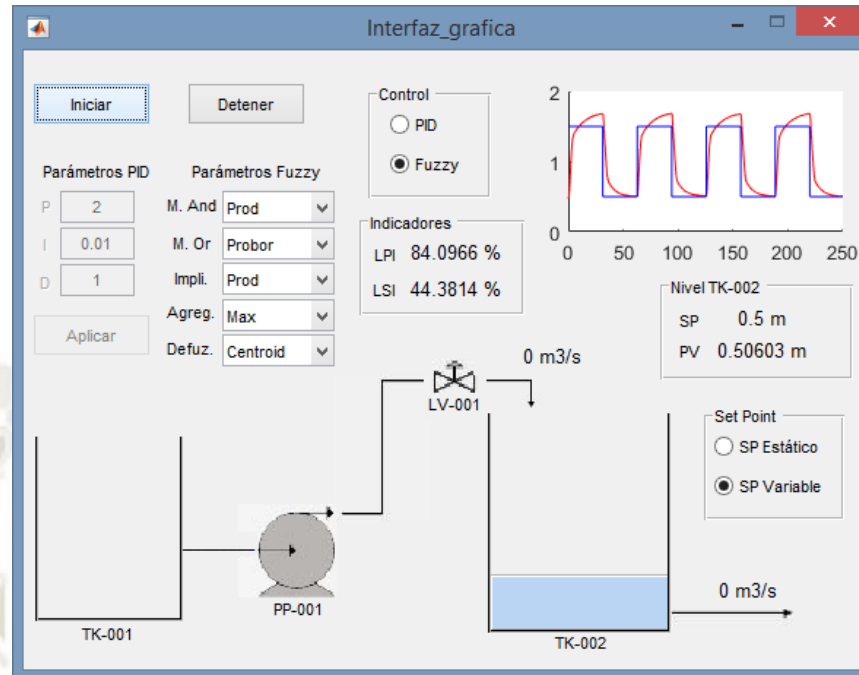 Interfaz_grafica
Iniciar
Detener
Control
PID
Fuzzy
Parámetros PID
P 2
I 0.01
D 1
Aplicar
Parámetros Fuzzy
M. And Prod
M. Or Probor
Impli. Prod
Agreg. Max
Defuz. Centroid
Indicadores
LPI 84.0966 %
LSI 44.3814 %
2
1
0
0 50 100 150 200 250
Nivel TK-002
SP 0.5 m
PV 0.50603 m
0 m3/s
LV-001
Set Point
SP Estático
SP Variable
0 m3/s
PP-001
TK-001
TK-002